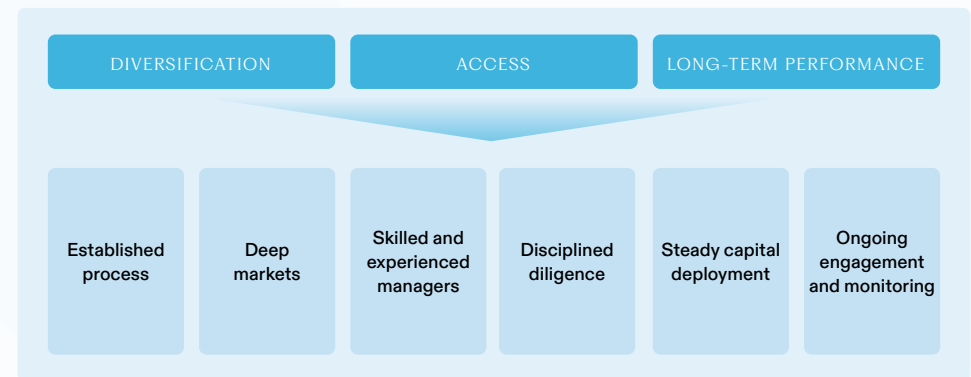 DIVERSIFICATION
ACCESS
LONG-TERM PERFORMANCE
Established
process
Deep
markets
Skilled and
experienced
managers
Disciplined
diligence
Steady capital
deployment
Ongoing
engagement
and monitoring